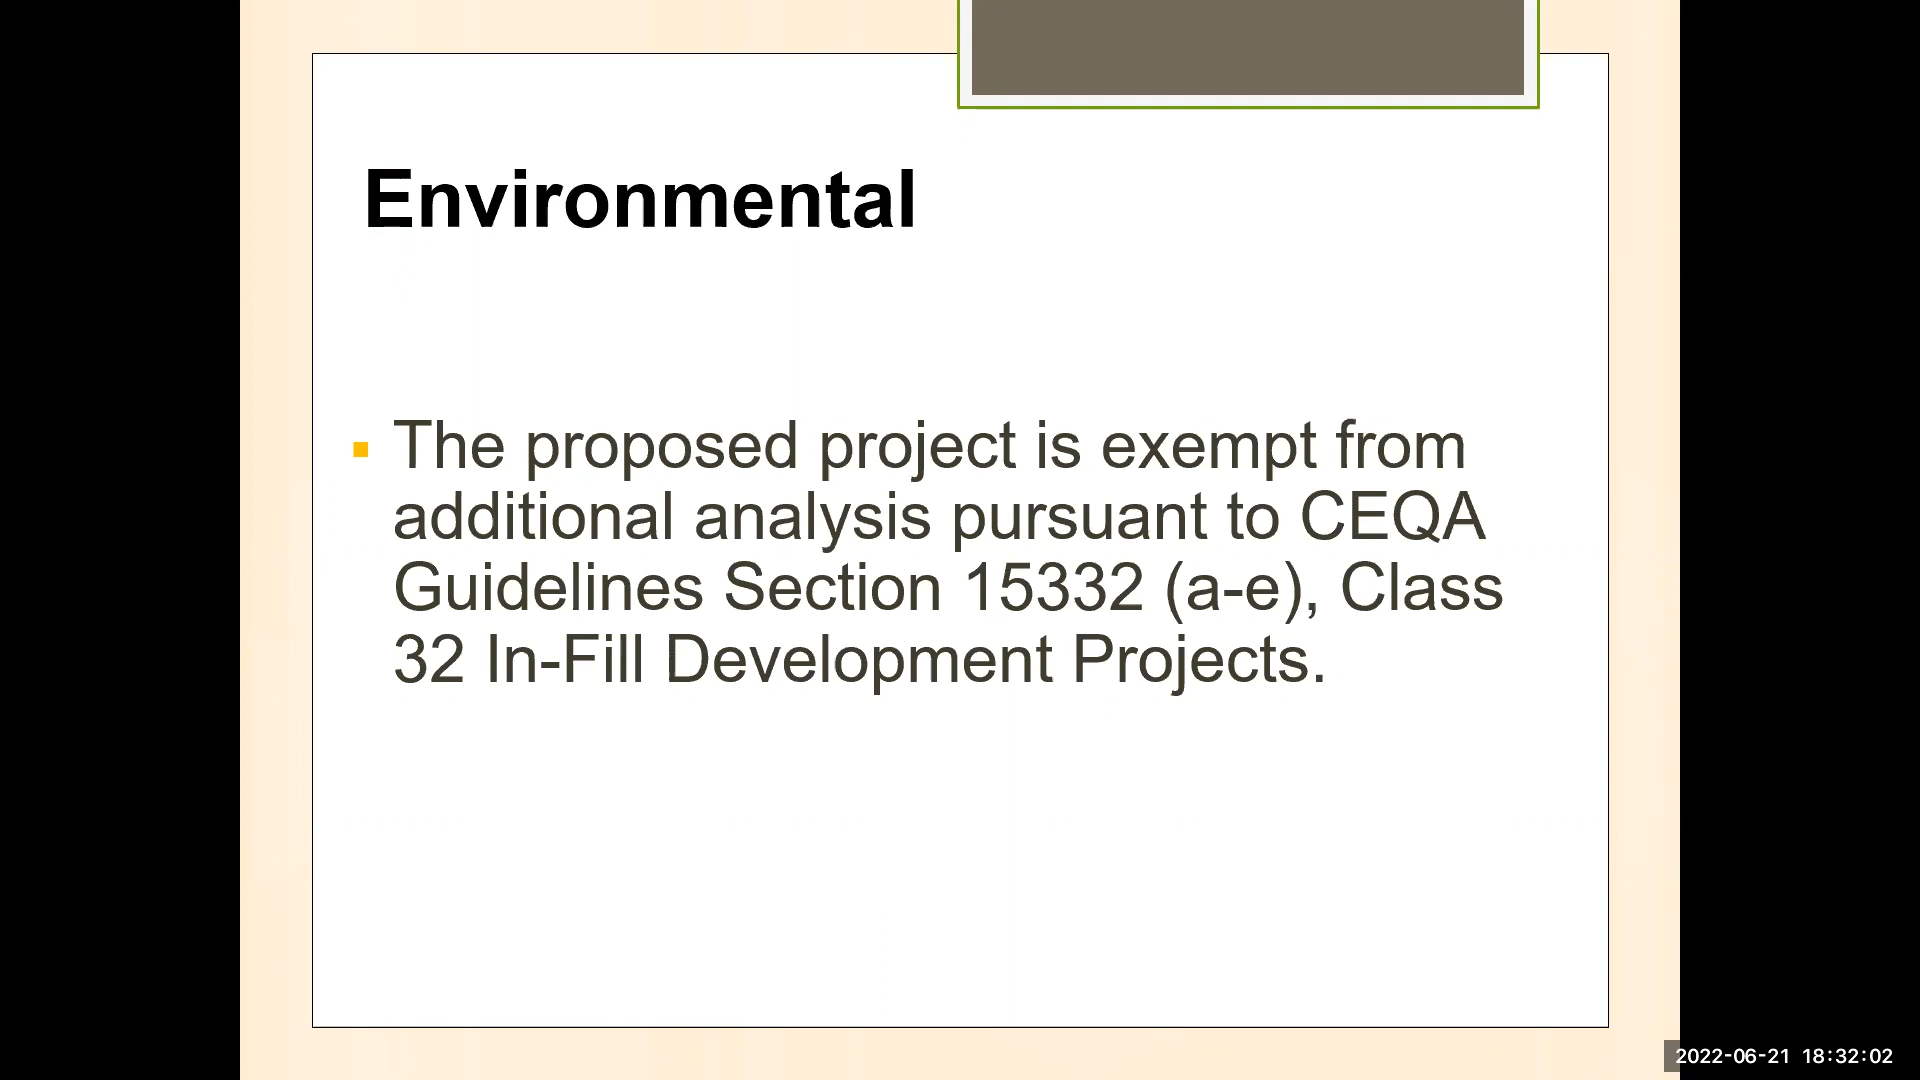 Environmental
The proposed project is exempt from
additional analysis pursuant to CEQA
Guidelines Section 15332 (a-e), Class
32 In-Fill Development Projects.
2022-06-21 18:32:02